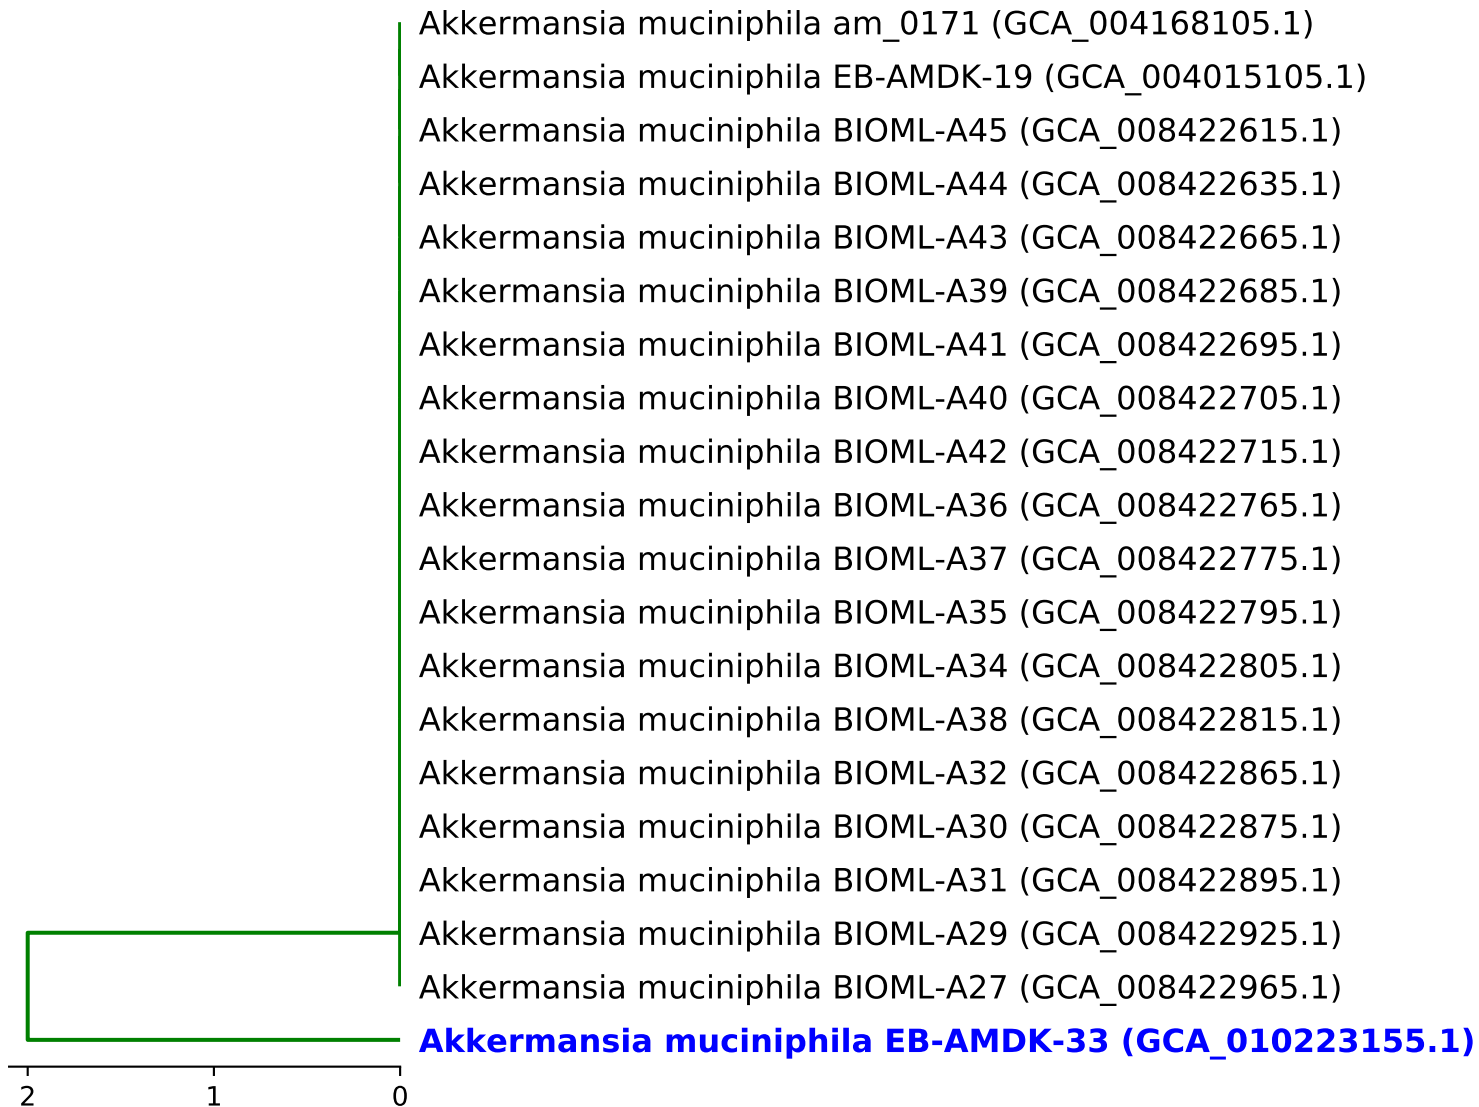 Akkermansia muciniphila am_0171 (GCA_004168105.1)
Akkermansia muciniphila EB-AMDK-19 (GCA_004015105.1)
Akkermansia muciniphila BIOML-A45 (GCA_008422615.1)
Akkermansia muciniphila BIOML-A44 (GCA_008422635.1)
Akkermansia muciniphila BIOML-A43 (GCA_008422665.1)
Akkermansia muciniphila BIOML-A39 (GCA_008422685.1)
Akkermansia muciniphila BIOML-A41 (GCA_008422695.1)
Akkermansia muciniphila BIOML-A40 (GCA_008422705.1)
Akkermansia muciniphila BIOML-A42 (GCA_008422715.1)
Akkermansia muciniphila BIOML-A36 (GCA_008422765.1)
Akkermansia muciniphila BIOML-A37 (GCA_008422775.1)
Akkermansia muciniphila BIOML-A35 (GCA_008422795.1)
Akkermansia muciniphila BIOML-A34 (GCA_008422805.1)
Akkermansia muciniphila BIOML-A38 (GCA_008422815.1)
Akkermansia muciniphila BIOML-A32 (GCA_008422865.1)
Akkermansia muciniphila BIOML-A30 (GCA_008422875.1)
Akkermansia muciniphila BIOML-A31 (GCA_008422895.1)
Akkermansia muciniphila BIOML-A29 (GCA_008422925.1)
Akkermansia muciniphila BIOML-A27 (GCA_008422965.1)
Akkermansia muciniphila EB-AMDK-33 (GCA_010223155.1)
2 1 0